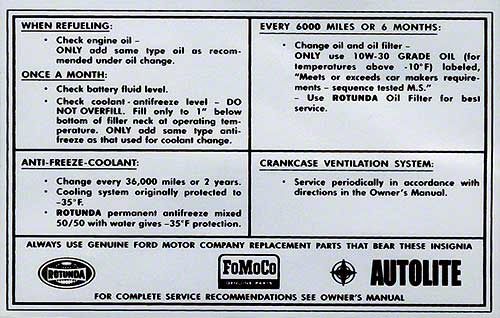 WHEN REFUELING:
• Check engine oil –
ONLY add same type oil as recom-
mended under oil change.
ONCE A MONTH:
• Check battery fluid level.
• Check coolant-antifreeze level – DO
NOT OVERFILL. Fill only to 1" below
bottom of filler neck at operating tem-
perature. ONLY add same type anti-
freeze as that used for coolant change.
EVERY 6000 MILES OR 6 MONTHS:
• Change oil and oil filter –
ONLY use 10W-30 GRADE OIL (for
temperatures above -10°F) labeled,
"Meets or exceeds car makers require-
ments – sequence tested M.S."
– Use ROTUNDA Oil Filter for best
service.
ANTI-FREEZE-COOLANT:
• Change every 36,000 miles or 2 years.
• Cooling system originally protected to
–35°F.
• ROTUNDA permanent antifreeze mixed
50/50 with water gives -35°F protection.
CRANKCASE VENTILATION SYSTEM:
• Service periodically in accordance with
directions in the Owner's Manual.
ALWAYS USE GENUINE FORD MOTOR COMPANY REPLACEMENT PARTS THAT BEAR THESE INSIGNIA
ROTUNDA
FoMoCo
GENUINE PARTS
AUTOLITE
FOR COMPLETE SERVICE RECOMMENDATIONS SEE OWNER'S MANUAL